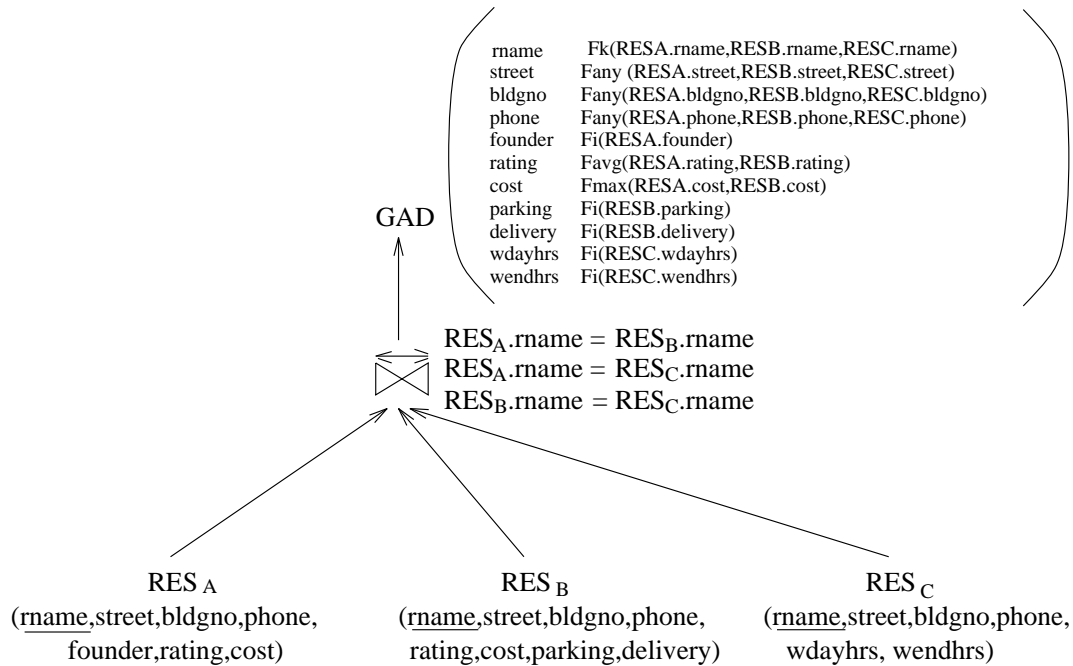 rname Fk(RESA.rname,RESB.rname,RESC.rname)
street Fany (RESA.street,RESB.street,RESC.street)
bldgno Fany(RESA.bldgno,RESB.bldgno,RESC.bldgno)
phone Fany(RESA.phone,RESB.phone,RESC.phone)
founder Fi(RESA.founder)
rating Favg(RESA.rating,RESB.rating)
cost Fmax(RESA.cost,RESB.cost)
parking Fi(RESB.parking)
delivery Fi(RESB.delivery)
wdayhrs Fi(RESC.wdayhrs)
wendhrs Fi(RESC.wendhrs)
GAD
RESA.rname = RESB.rname
RESA.rname = RESC.rname
RESB.rname = RESC.rname
RES A
(rname,street,bldgno,phone,
founder,rating,cost)
RES B
(rname,street,bldgno,phone,
rating,cost,parking,delivery)
RES C
(rname,street,bldgno,phone,
wdayhrs, wendhrs)